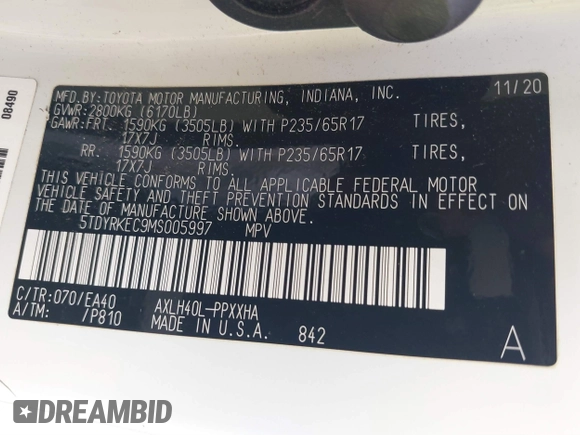 08490
MFD.BY:TOYOTA MOTOR MANUFACTURING, INDIANA, INC. 11/20
GVWR:2800KG (6170LB)
GAWR:FRT. 1590KG (3505LB) WITH P235/65R17 TIRES,
17X7J RIMS.
RR. 1590KG (3505LB) WITH P235/65R17 TIRES,
17X7J RIMS.
THIS VEHICLE CONFORMS TO ALL APPLICABLE FEDERAL MOTOR
VEHICLE SAFETY AND THEFT PREVENTION STANDARDS IN EFFECT ON
THE DATE OF MANUFACTURE SHOWN ABOVE.
5TDYRKEC9MS005997 MPV
C/TR:070/EA40 AXLH40L-PPXXHA
A/TM: /P810 MADE IN U.S.A. 842 A
DREAMBID